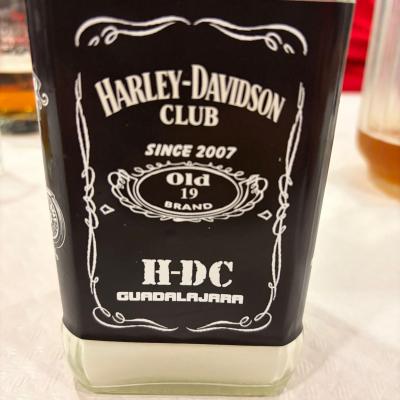 HARLEY-DAVIDSON
CLUB
SINCE 2007
Old
19
BRAND
H-DC
GUADALAJARA